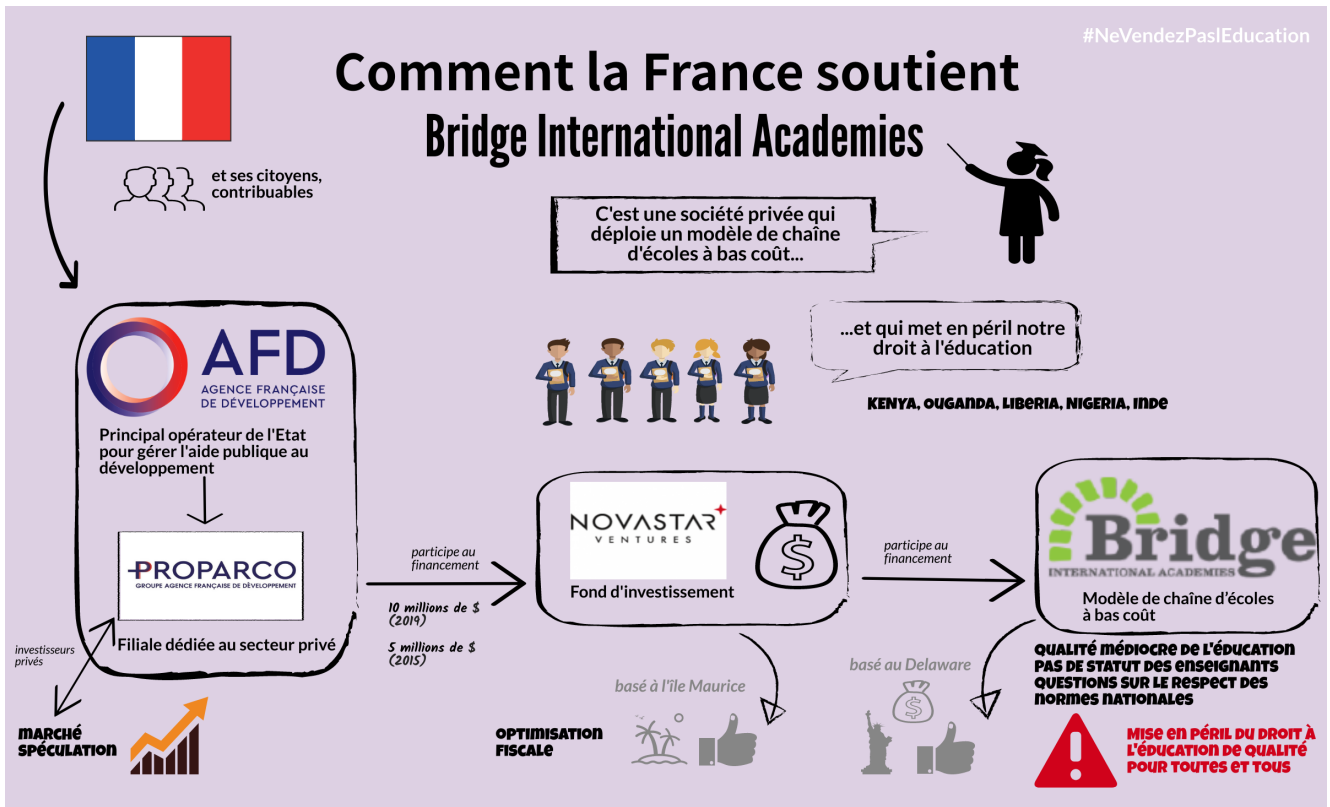 #NeVendezPaslEducation
Comment la France soutient
Bridge International Academies
et ses citoyens,
contribuables
C'est une société privée qui
déploie un modèle de chaîne
d'écoles à bas coût...
...et qui met en péril notre
droit à l'éducation
KENYA, OUGANDA, LIBERIA, NIGERIA, INDE
AFD
AGENCE FRANÇAISE
DE DÉVELOPPEMENT
Principal opérateur de l'Etat
pour gérer l'aide publique au
développement
PROPARCO
GROUPE AGENCE FRANÇAISE DE DÉVELOPPEMENT
Filiale dédiée au secteur privé
investisseurs
privés
MARCHÉ
SPÉCULATION
participe au
financement
10 millions de $
(2019)
5 millions de $
(2015)
NOVASTAR
VENTURES
Fond d'investissement
$
basé à l'île Maurice
OPTIMISATION
FISCALE
participe au
financement
basé au Delaware
$
Bridge
INTERNATIONAL ACADEMIES
Modèle de chaîne d’écoles
à bas coût
QUALITÉ MÉDIOCRE DE L'ÉDUCATION
PAS DE STATUT DES ENSEIGNANTS
QUESTIONS SUR LE RESPECT DES
NORMES NATIONALES
MISE EN PÉRIL DU DROIT À
L'ÉDUCATION DE QUALITÉ
POUR TOUTES ET TOUS